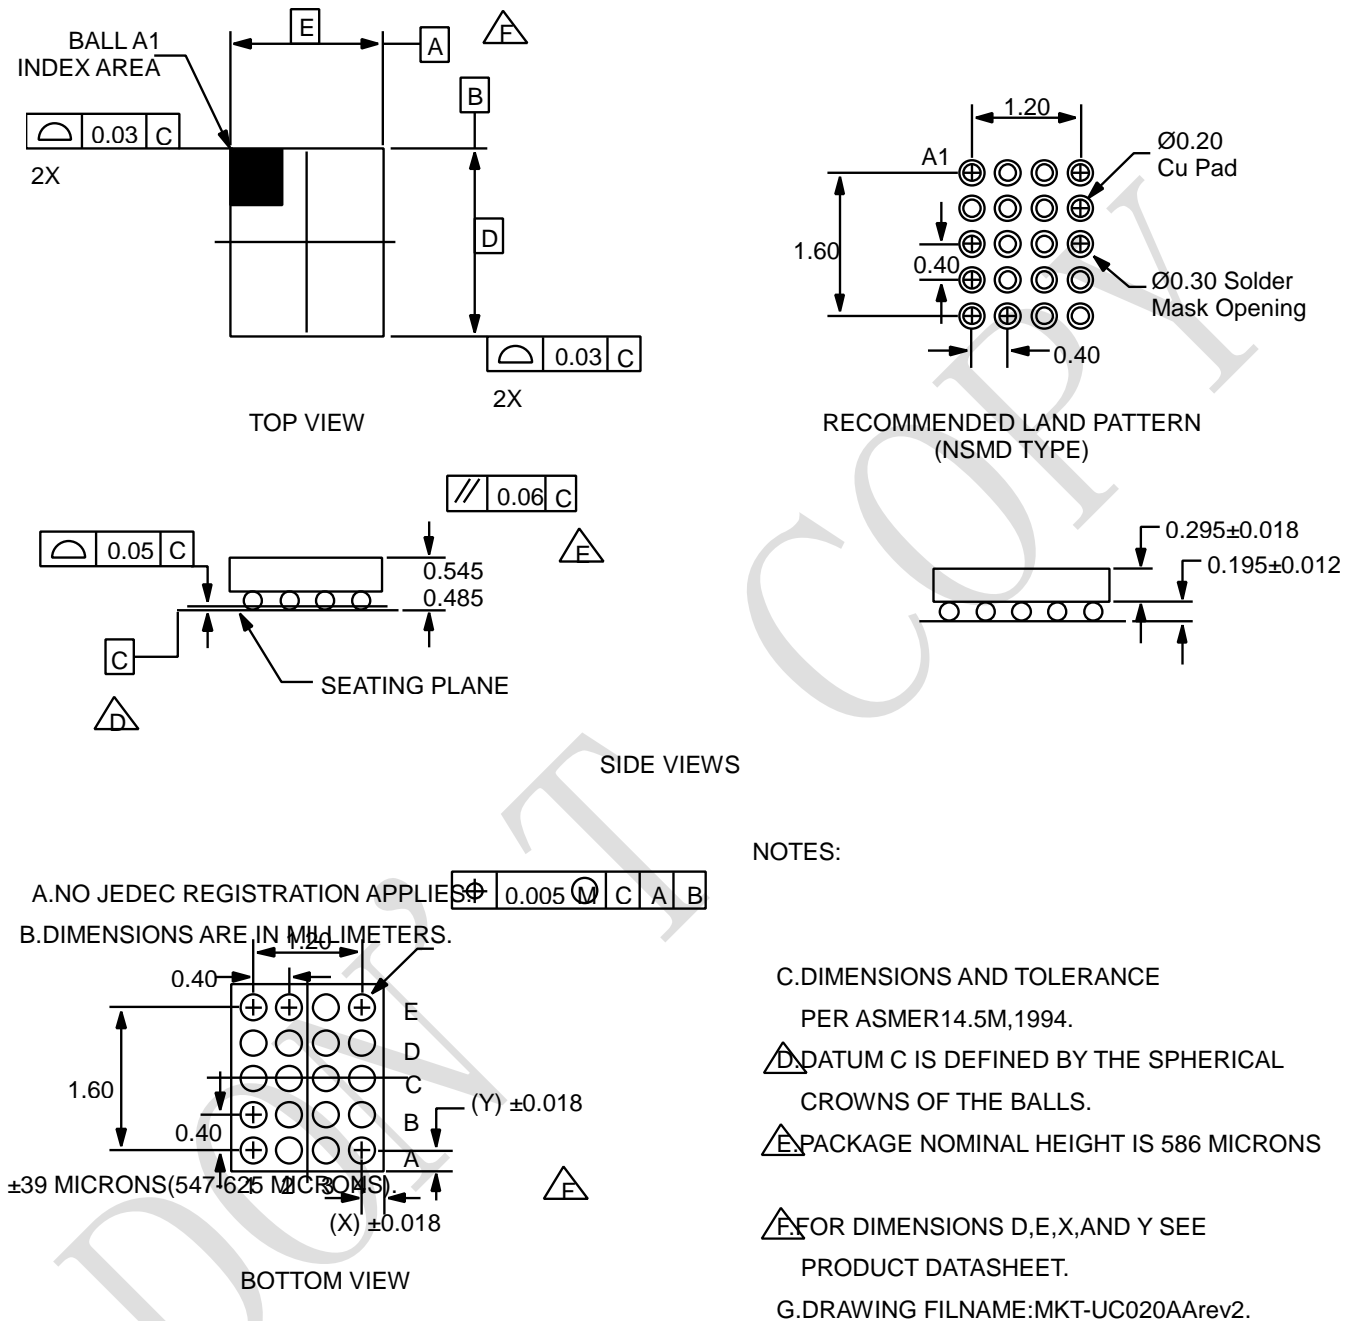 E
A
F
BALL A1
INDEX AREA
B
0.03 C
2X
D
0.03 C
2X
TOP VIEW
1.20
A1
Ø0.20
Cu Pad
1.60
0.40
Ø0.30 Solder
Mask Opening
0.40
RECOMMENDED LAND PATTERN
(NSMD TYPE)
0.06 C
E
0.05 C
0.545
0.485
C
SEATING PLANE
D
0.295±0.018
0.195±0.012
SIDE VIEWS
NOTES:
A.NO JEDEC REGISTRATION APPLIES.
0.005 M C A B
B.DIMENSIONS ARE IN MILLIMETERS.
1.20
0.40
E
D
C
B
A
1.60
0.40
(Y) ±0.018
F
±39 MICRONS(547-625 MICRONS).
1 2 3 4
(X) ±0.018
BOTTOM VIEW
C.DIMENSIONS AND TOLERANCE
PER ASMER14.5M,1994.
D.DATUM C IS DEFINED BY THE SPHERICAL
CROWNS OF THE BALLS.
E.PACKAGE NOMINAL HEIGHT IS 586 MICRONS
F.FOR DIMENSIONS D,E,X,AND Y SEE
PRODUCT DATASHEET.
G.DRAWING FILNAME:MKT-UC020AArev2.
DON'T COPY